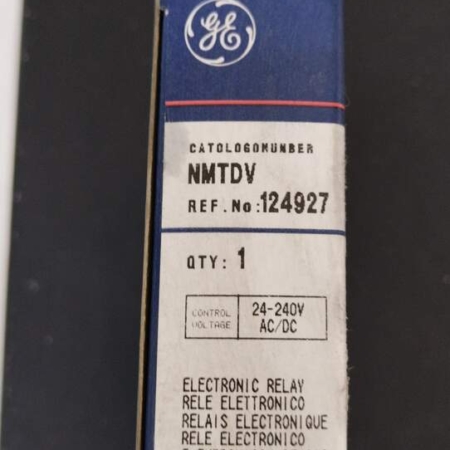 GE
CATOLOGONUNBER
NMTDV
REF.No:124927
QTY: 1
CONTROL VOLTAGE
24-240V AC/DC
ELECTRONIC RELAY
RELE ELETTRONICO
RELAIS ELECTRONIQUE
RELE ELECTRONICO